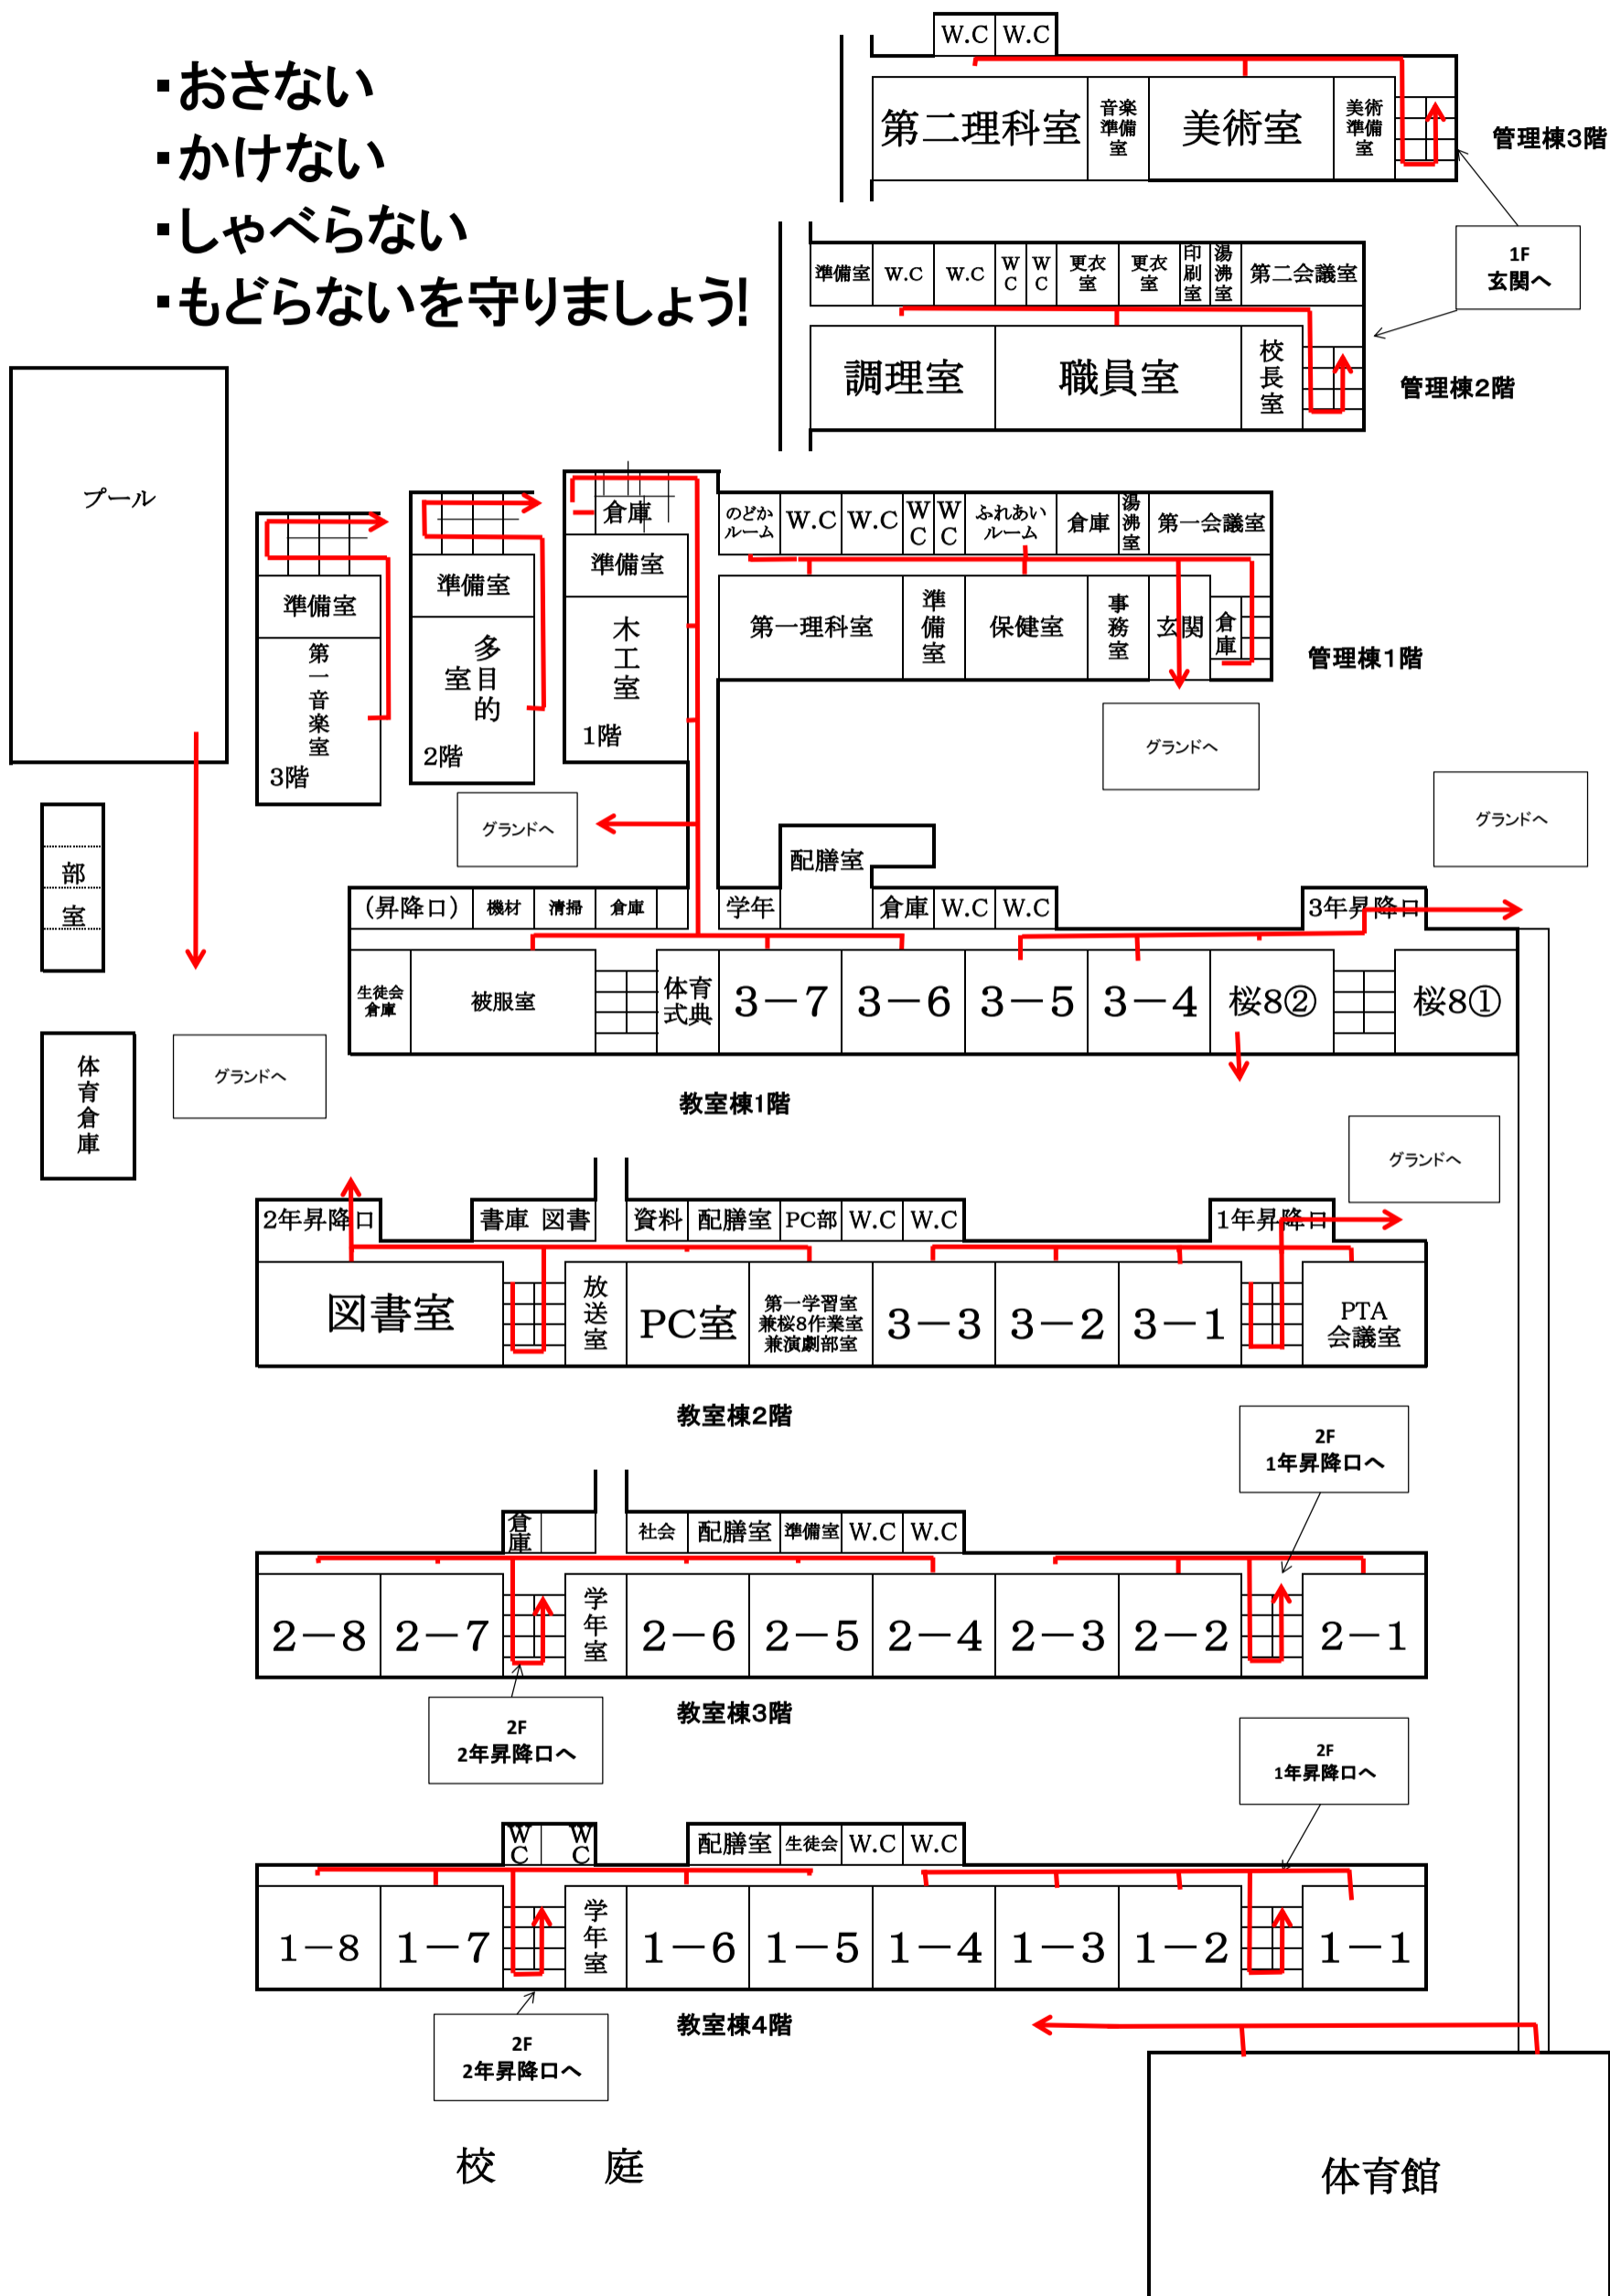 ・おさない
・かけない
・しゃべらない
・もどらないを守りましょう!
W.C W.C
第二理科室 音楽準備室 美術室 美術準備室
管理棟3階
1F
玄関へ
準備室 W.C W.C WC WC 更衣室 更衣室 印刷室 湯沸室 第二会議室
調理室 職員室 校長室
管理棟2階
プール
倉庫
のどかルーム W.C W.C WC WC ふれあいルーム 倉庫 湯沸室 第一会議室
準備室 準備室 準備室
第一音楽室
3階
多目的室
2階
木工室
1階
第一理科室 準備室 保健室 事務室 玄関 倉庫
管理棟1階
グランドへ
グランドへ
グランドへ
部室
配膳室
(昇降口) 機材 清掃 倉庫 学年 倉庫 W.C W.C 3年昇降口
生徒会倉庫 被服室 体育式典 3-7 3-6 3-5 3-4 桜8② 桜8①
体育倉庫
グランドへ
教室棟1階
グランドへ
2年昇降口 書庫 図書 資料 配膳室 PC部 W.C W.C 1年昇降口
図書室 放送室 PC室 第一学習室兼桜8作業室兼演劇部室 3-3 3-2 3-1 PTA会議室
教室棟2階
2F
1年昇降口へ
倉庫 社会 配膳室 準備室 W.C W.C
2-8 2-7 学年室 2-6 2-5 2-4 2-3 2-2 2-1
教室棟3階
2F
2年昇降口へ
2F
1年昇降口へ
WC WC 配膳室 生徒会 W.C W.C
1-8 1-7 学年室 1-6 1-5 1-4 1-3 1-2 1-1
教室棟4階
2F
2年昇降口へ
校 庭
体育館